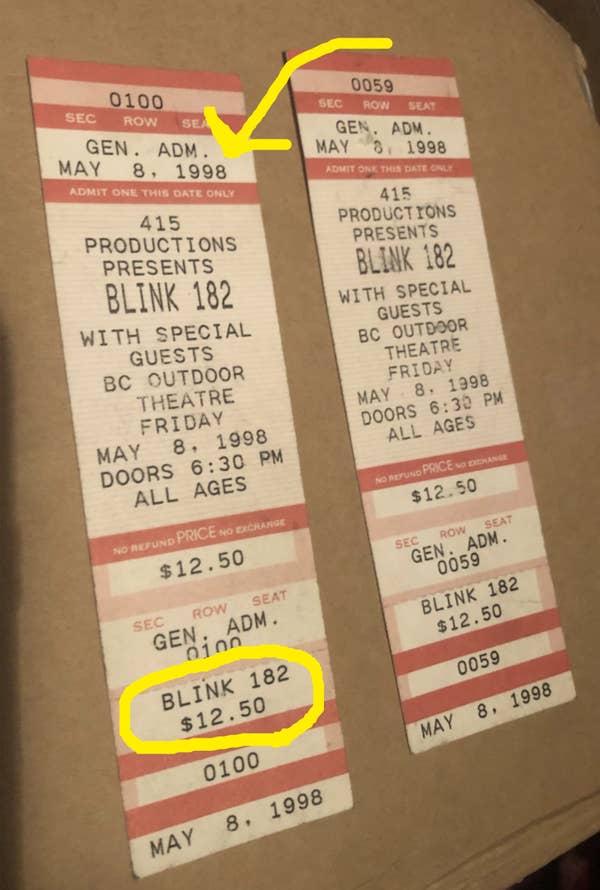 0100
SEC ROW SEAT
GEN. ADM.
MAY 8, 1998
ADMIT ONE THIS DATE ONLY
415
PRODUCTIONS
PRESENTS
BLINK 182
WITH SPECIAL
GUESTS
BC OUTDOOR
THEATRE
FRIDAY
MAY 8, 1998
DOORS 6:30 PM
ALL AGES
NO REFUND PRICE NO EXCHANGE
$12.50
SEC ROW SEAT
GEN. ADM.
0100
BLINK 182
$12.50
0100
MAY 8, 1998
0059
SEC ROW SEAT
GEN. ADM.
MAY 8, 1998
ADMIT ONE THIS DATE ONLY
415
PRODUCTIONS
PRESENTS
BLINK 182
WITH SPECIAL
GUESTS
BC OUTDOOR
THEATRE
FRIDAY
MAY 8, 1998
DOORS 6:30 PM
ALL AGES
NO REFUND PRICE NO EXCHANGE
$12.50
SEC ROW SEAT
GEN. ADM.
0059
BLINK 182
$12.50
0059
MAY 8, 1998